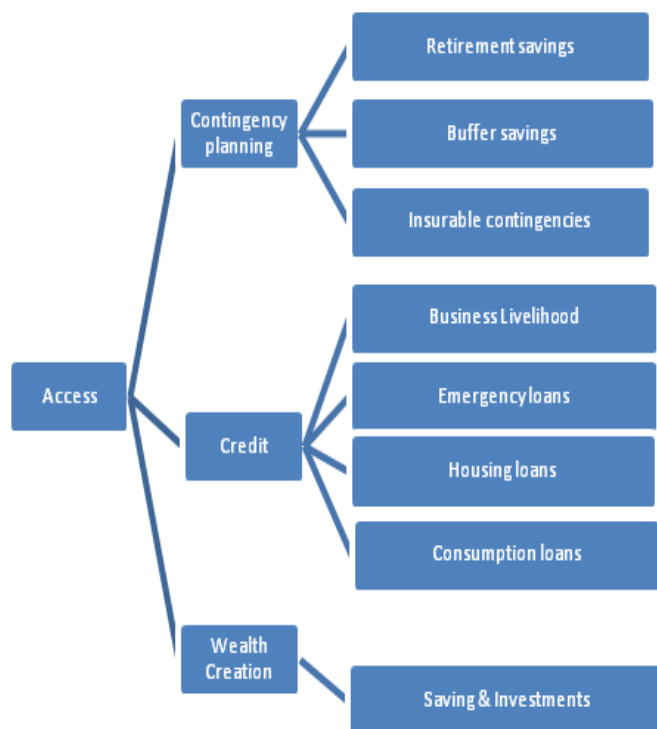 Retirement savings
Contingency
planning
Buffer savings
Insurable contingencies
Business Livelihood
Access
Emergency loans
Credit
Housing loans
Consumption loans
Wealth
Creation
Saving & Investments